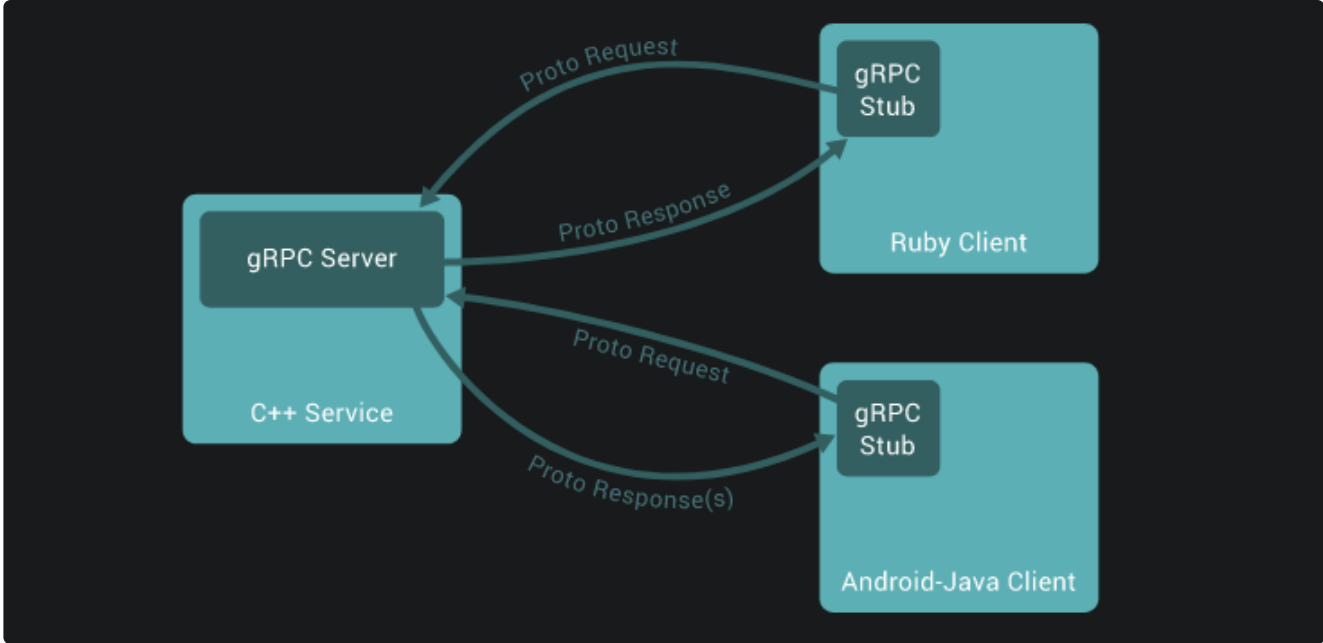 Proto Request
gRPC
Stub
Proto Response
Ruby Client
gRPC Server
C++ Service
Proto Request
gRPC
Stub
Proto Response(s)
Android-Java Client